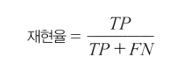 재현율 = TP / (TP + FN)